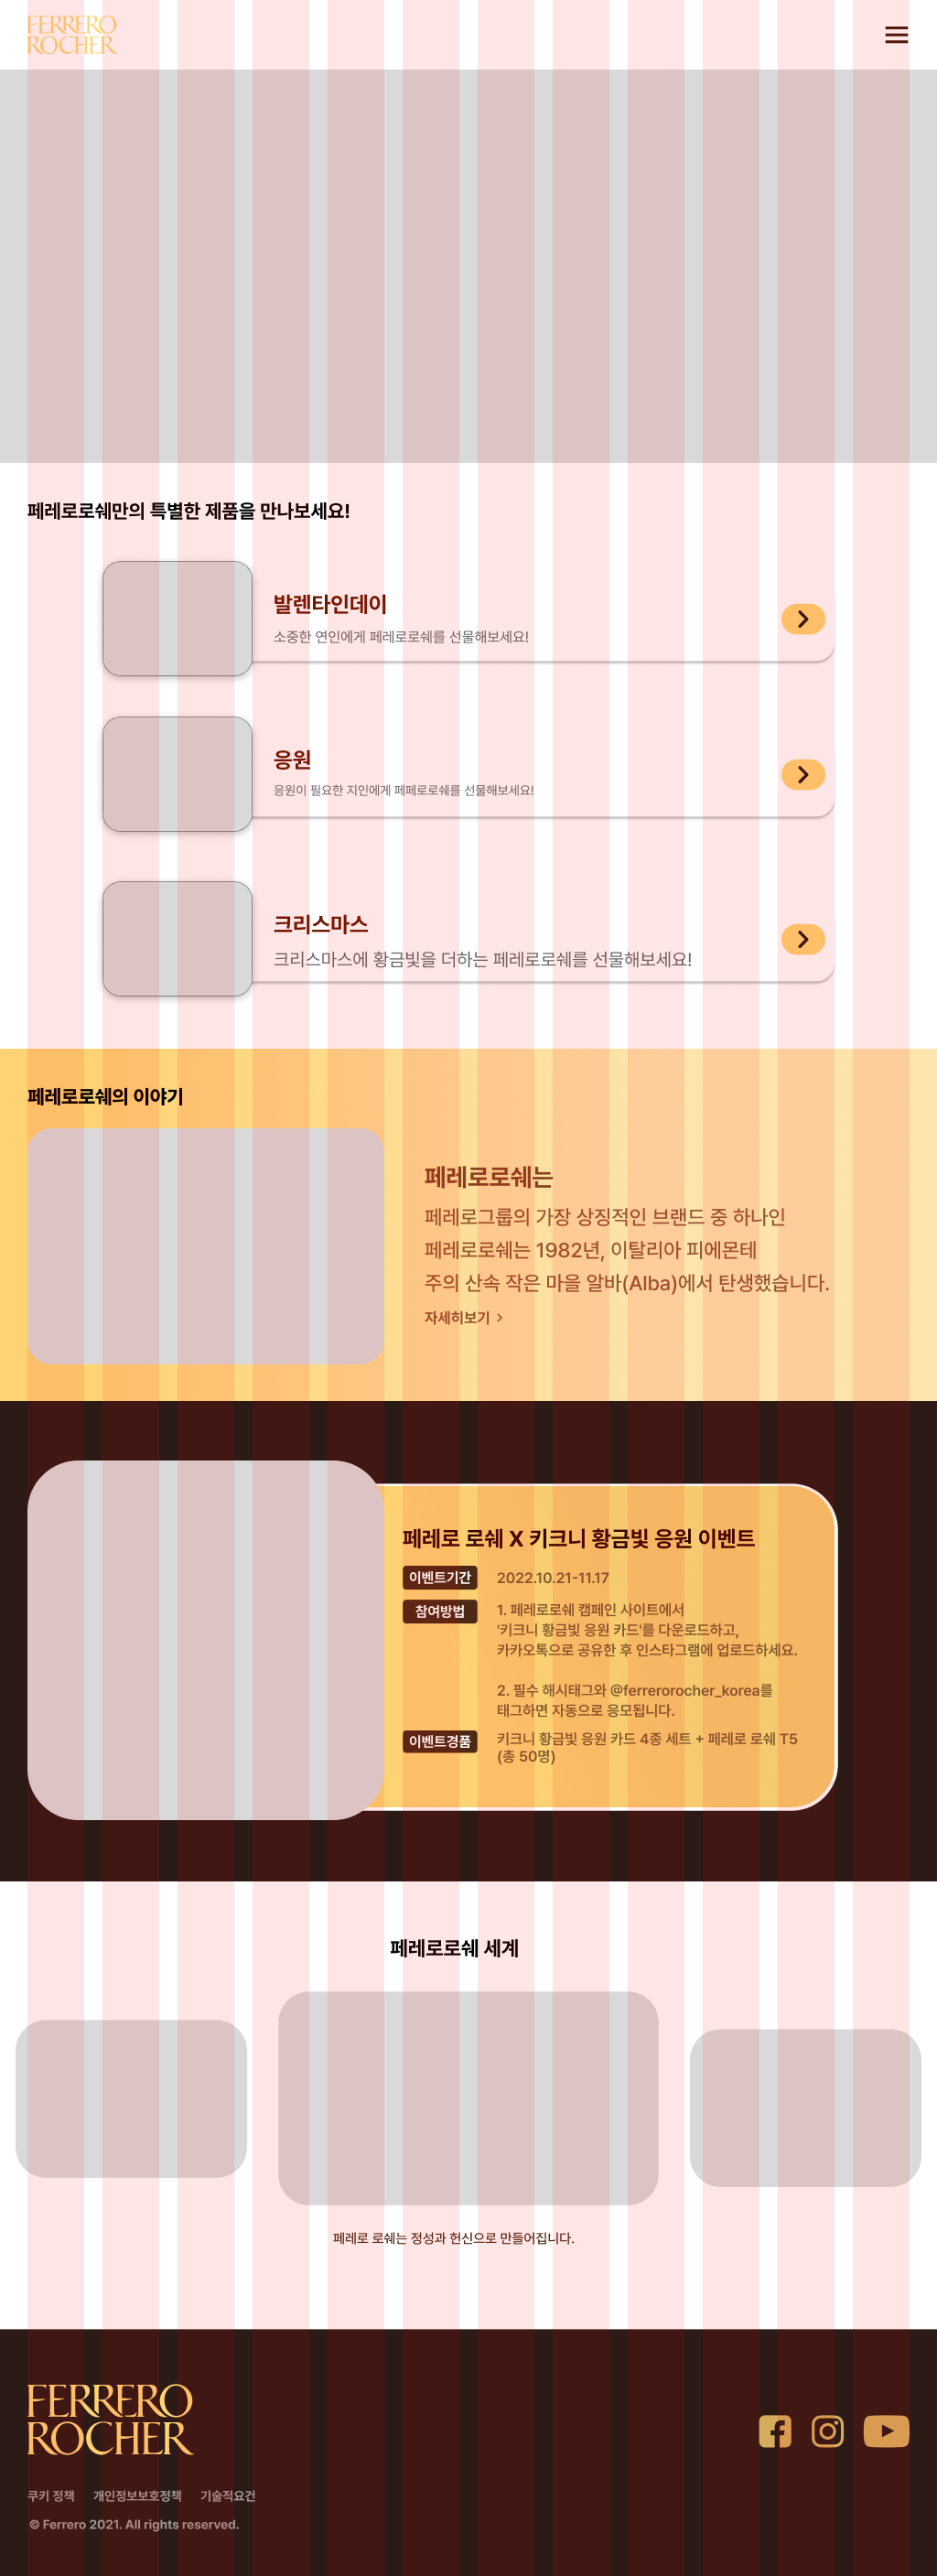 FERRERO
ROCHER
페레로로쉐만의 특별한 제품을 만나보세요!
발렌타인데이
소중한 연인에게 페레로로쉐를 선물해보세요!
응원
응원이 필요한 지인에게 페페로로쉐를 선물해보세요!
크리스마스
크리스마스에 황금빛을 더하는 페레로로쉐를 선물해보세요!
페레로로쉐의 이야기
페레로로쉐는
페레로그룹의 가장 상징적인 브랜드 중 하나인
페레로로쉐는 1982년, 이탈리아 피에몬테
주의 산속 작은 마을 알바(Alba)에서 탄생했습니다.
자세히보기 >
페레로 로쉐 X 키크니 황금빛 응원 이벤트
이벤트기간 2022.10.21-11.17
참여방법 1. 페레로로쉐 캠페인 사이트에서
'키크니 황금빛 응원 카드'를 다운로드하고,
카카오톡으로 공유한 후 인스타그램에 업로드하세요.
2. 필수 해시태그와 @ferrerorocher_korea를
태그하면 자동으로 응모됩니다.
이벤트경품 키크니 황금빛 응원 카드 4종 세트 + 페레로 로쉐 T5
(총 50명)
페레로로쉐 세계
페레로 로쉐는 정성과 헌신으로 만들어집니다.
FERRERO
ROCHER
쿠키 정책 개인정보보호정책 기술적요건
© Ferrero 2021. All rights reserved.